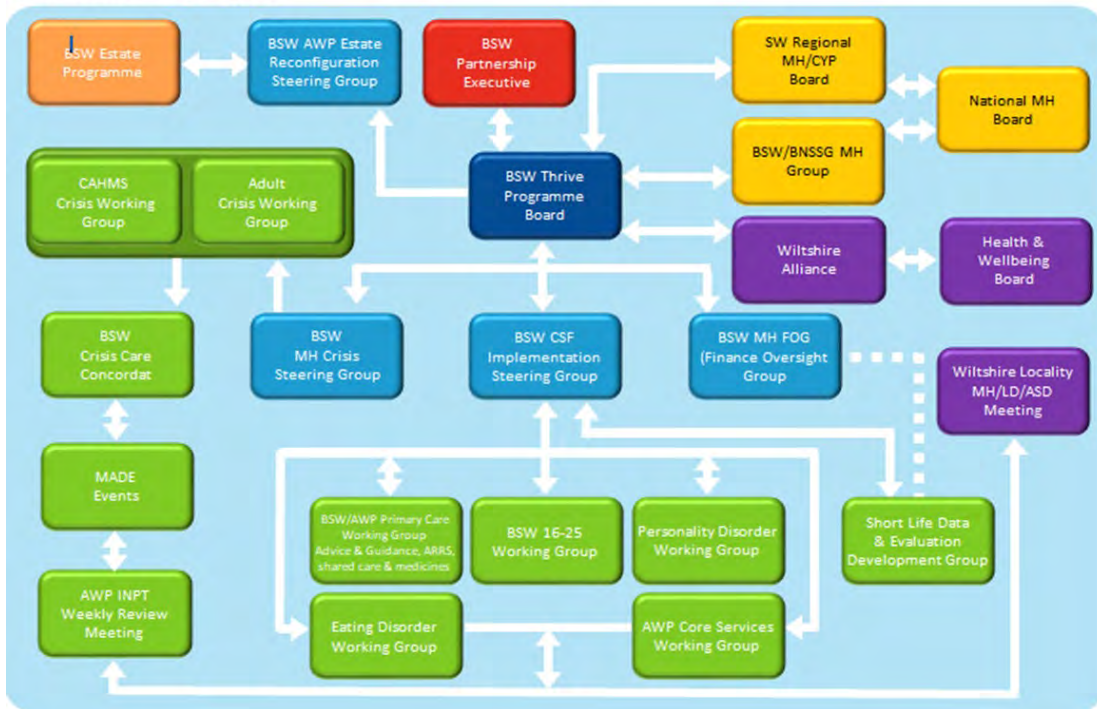 BSW Estate
Programme
BSW AWP Estate
Reconfiguration
Steering Group
BSW
Partnership
Executive
SW Regional
MH/CYP
Board
National MH
Board
BSW/BNSSG MH
Group
CAHMS
Crisis Working
Group
Adult
Crisis Working
Group
BSW Thrive
Programme
Board
Wiltshire
Alliance
Health &
Wellbeing
Board
BSW
Crisis Care
Concordat
BSW
MH Crisis
Steering Group
BSW CSF
Implementation
Steering Group
BSW MH FOG
(Finance Oversight
Group
Wiltshire Locality
MH/LD/ASD
Meeting
MADE
Events
BSW/AWP Primary Care
Working Group
Advice & Guidance, ARRS,
shared care & medicines
BSW 16-25
Working Group
Personality Disorder
Working Group
Short Life Data
& Evaluation
Development Group
AWP INPT
Weekly Review
Meeting
Eating Disorder
Working Group
AWP Core Services
Working Group